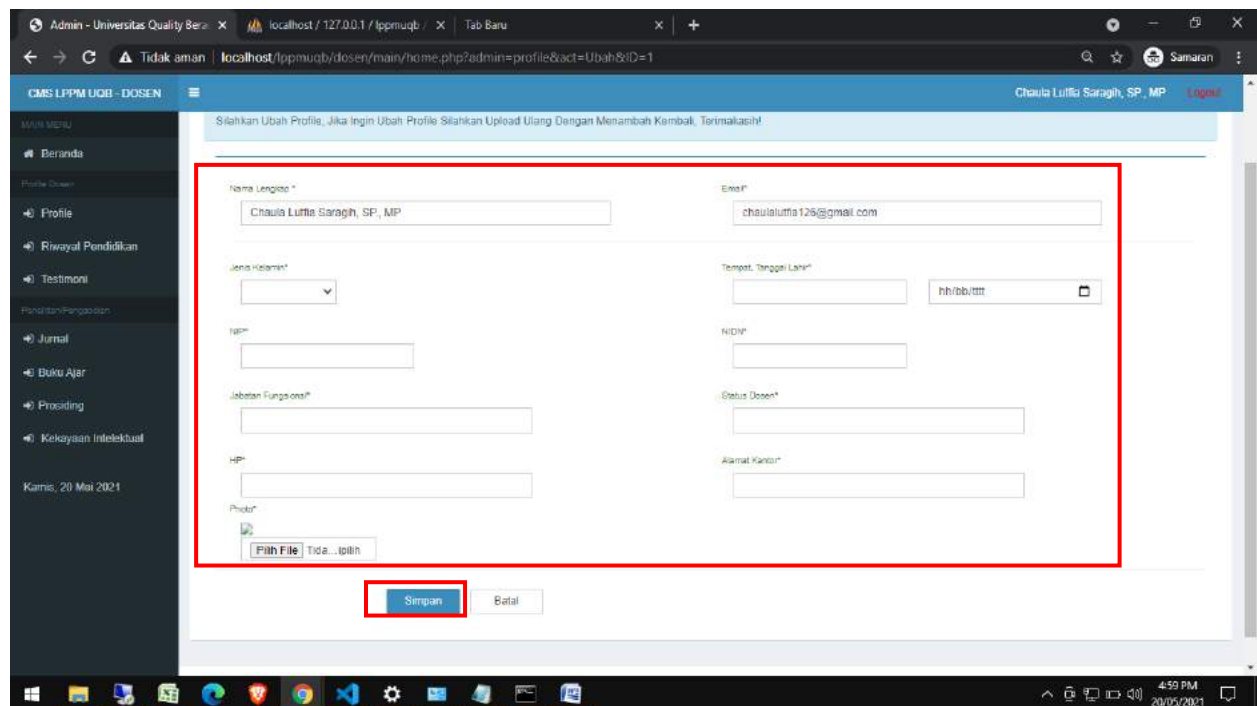 Admin - Universitas Quality Bera
localhost / 127.0.0.1 / lppmuqb /
Tab Baru
Tidak aman
localhost/lppmuqb/dosen/main/home.php?admin=profile&act=Ubah&ID=1
Samaran
CMS LPPM UQB - DOSEN
Chaula Lutfia Saragih, SP., MP
Logout
MAIN MENU
Silahkan Ubah Profile, Jika Ingin Ubah Profile Silahkan Upload Ulang Dengan Menambah Kembali, Terimakasih!
Beranda
Profile Dosen
Profile
Riwayat Pendidikan
Testimoni
Penelitian/Pengabdian
Jurnal
Buku Ajar
Prosiding
Kekayaan Intelektual
Kamis, 20 Mei 2021
Nama Lengkap *
Email*
Chaula Lutfia Saragih, SP., MP
chaulalutfia126@gmail.com
Jenis Kelamin*
Tempat, Tanggal Lahir*
hh/bb/tttt
NIP*
NIDN*
Jabatan Fungsional*
Status Dosen*
HP*
Alamat Kantor*
Photo*
Pilih File Tida...ipilih
Simpan
Batal
4:59 PM
20/05/2021